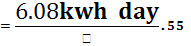 = 6.08kwh day
□ .55